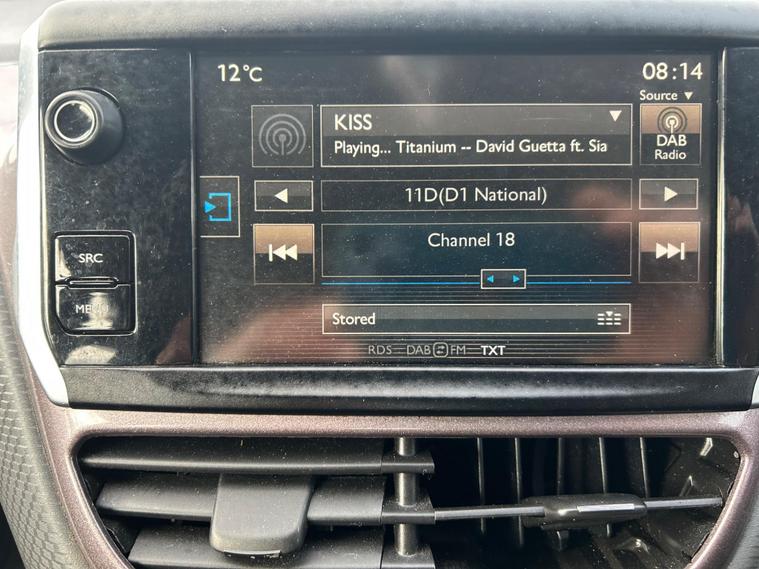 12°C
08:14
Source
KISS
Playing... Titanium -- David Guetta ft. Sia
DAB
Radio
11D(D1 National)
SRC
Channel 18
MENU
Stored
RDS DAB FM TXT